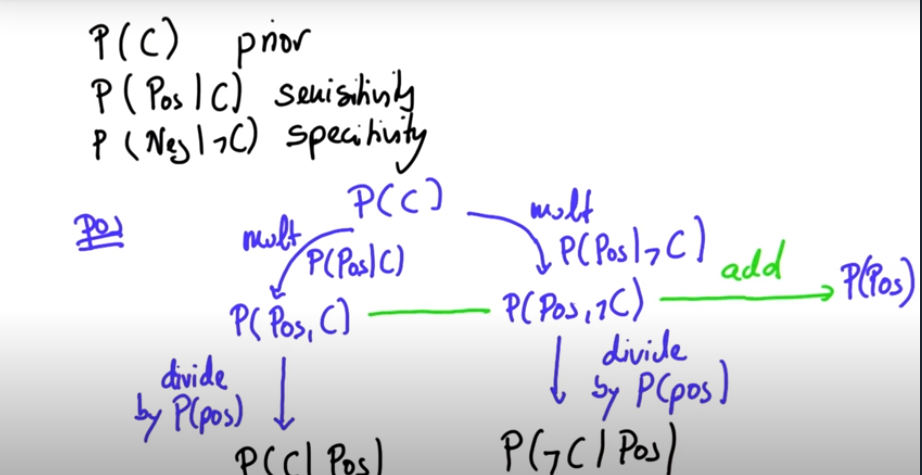 P(C) prior
P(Pos|C) sensitivity
P(Neg|¬C) specitivity
P(C)
Pos
mult
mult
P(Pos|C)
P(Pos|¬C)
add
P(Pos)
P(Pos,C)
P(Pos,¬C)
divide
by P(pos)
divide
by P(pos)
P(C|Pos)
P(¬C|Pos)